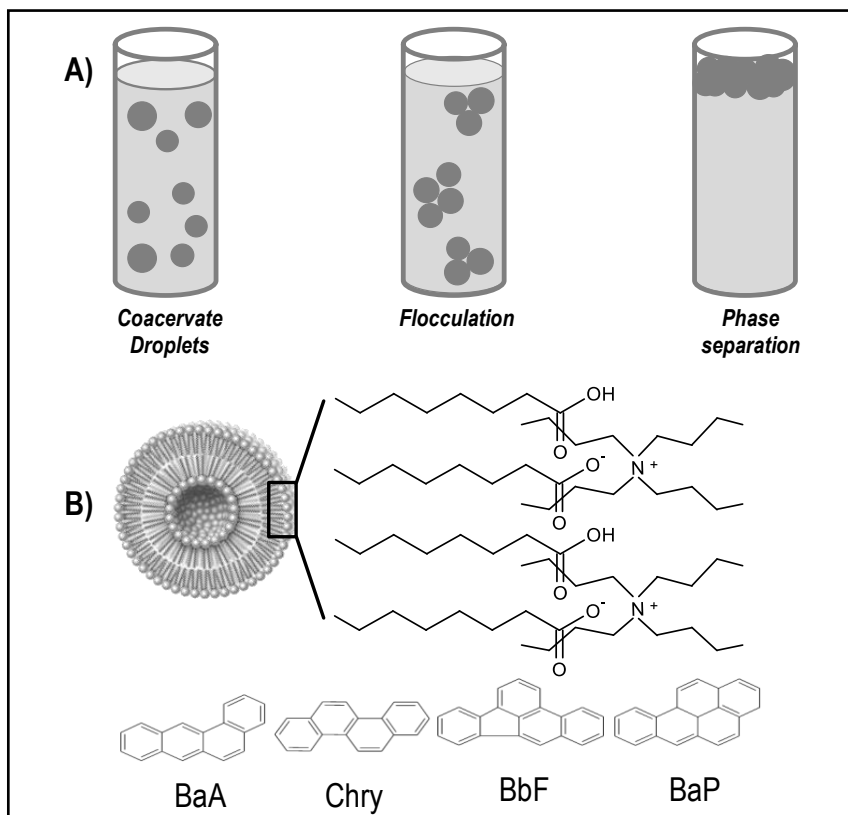 A)
Coacervate
Droplets
Flocculation
Phase
separation
B)
OH
O
O-
N+
O
OH
O
O-
N+
O
BaA
Chry
BbF
BaP